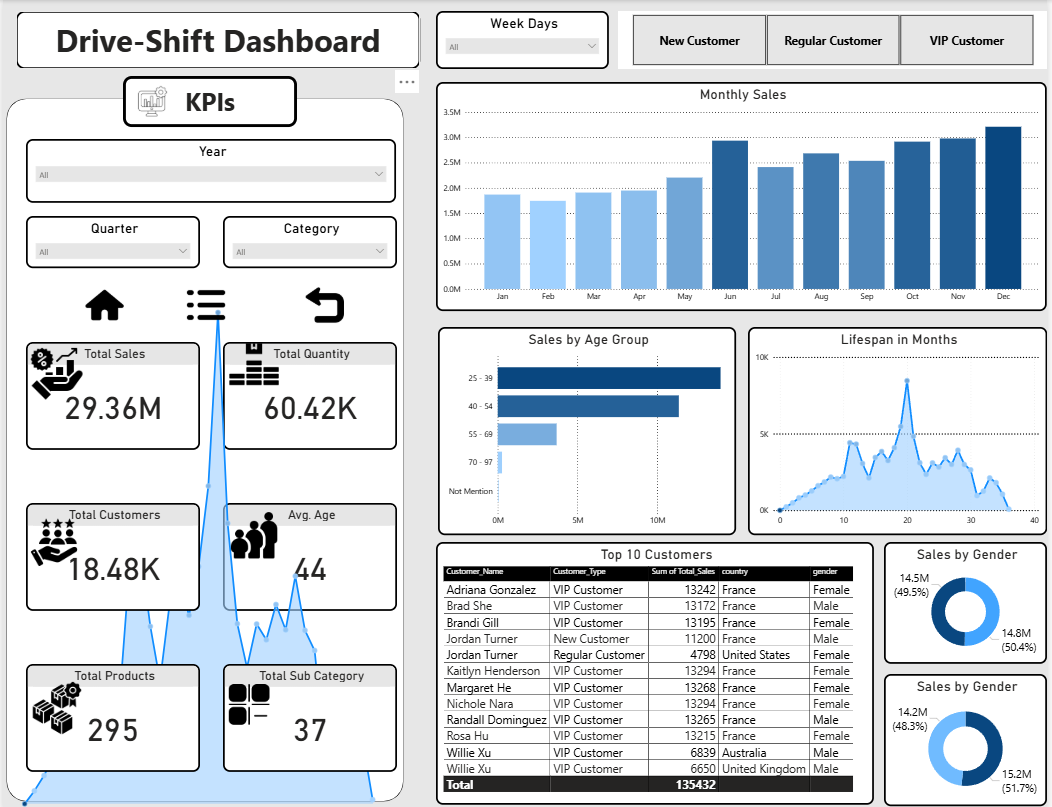 Drive-Shift Dashboard
Week Days
All
New Customer Regular Customer VIP Customer
KPIs
Year
All
Quarter
All
Category
All
Total Sales
29.36M
Total Quantity
60.42K
Total Customers
18.48K
Avg. Age
44
Total Products
295
Total Sub Category
37
Monthly Sales
3.5M
3.0M
2.5M
2.0M
1.5M
1.0M
0.5M
0.0M
Jan Feb Mar Apr May Jun Jul Aug Sep Oct Nov Dec
Sales by Age Group
25 - 39
40 - 54
55 - 69
70 - 97
Not Mention
0M 5M 10M
Lifespan in Months
10K
5K
0K
0 10 20 30 40
Top 10 Customers
Customer_Name Customer_Type Sum of Total_Sales country gender
Adriana Gonzalez VIP Customer 13242 France Female
Brad She VIP Customer 13172 France Male
Brandi Gill VIP Customer 13195 France Female
Jordan Turner New Customer 11200 France Male
Jordan Turner Regular Customer 4798 United States Female
Kaitlyn Henderson VIP Customer 13294 France Female
Margaret He VIP Customer 13268 France Female
Nichole Nara VIP Customer 13294 France Female
Randall Dominguez VIP Customer 13265 France Male
Rosa Hu VIP Customer 13215 France Female
Willie Xu VIP Customer 6839 Australia Male
Willie Xu VIP Customer 6650 United Kingdom Male
Total 135432
Sales by Gender
14.5M
(49.5%)
14.8M
(50.4%)
Sales by Gender
14.2M
(48.3%)
15.2M
(51.7%)